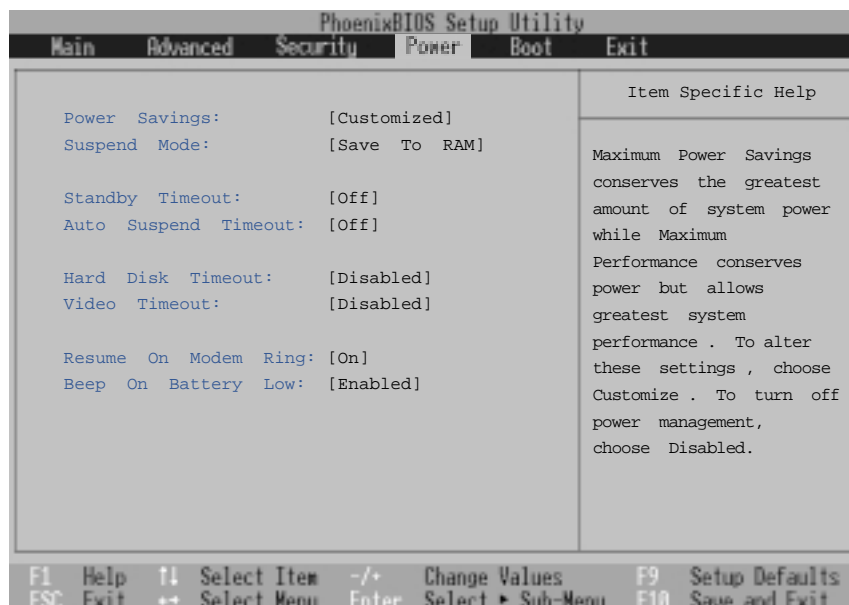 PhoenixBIOS Setup Utility
Main Advanced Security Power Boot Exit
Item Specific Help
Power Savings: [Customized]
Suspend Mode: [Save To RAM]
Standby Timeout: [Off]
Auto Suspend Timeout: [Off]
Hard Disk Timeout: [Disabled]
Video Timeout: [Disabled]
Resume On Modem Ring: [On]
Beep On Battery Low: [Enabled]
Maximum Power Savings
conserves the greatest
amount of system power
while Maximum
Performance conserves
power but allows
greatest system
performance . To alter
these settings , choose
Customize . To turn off
power management,
choose Disabled.
F1 Help ↑↓ Select Item -/+ Change Values F9 Setup Defaults
ESC Exit ←→ Select Menu Enter Select ► Sub-Menu F10 Save and Exit